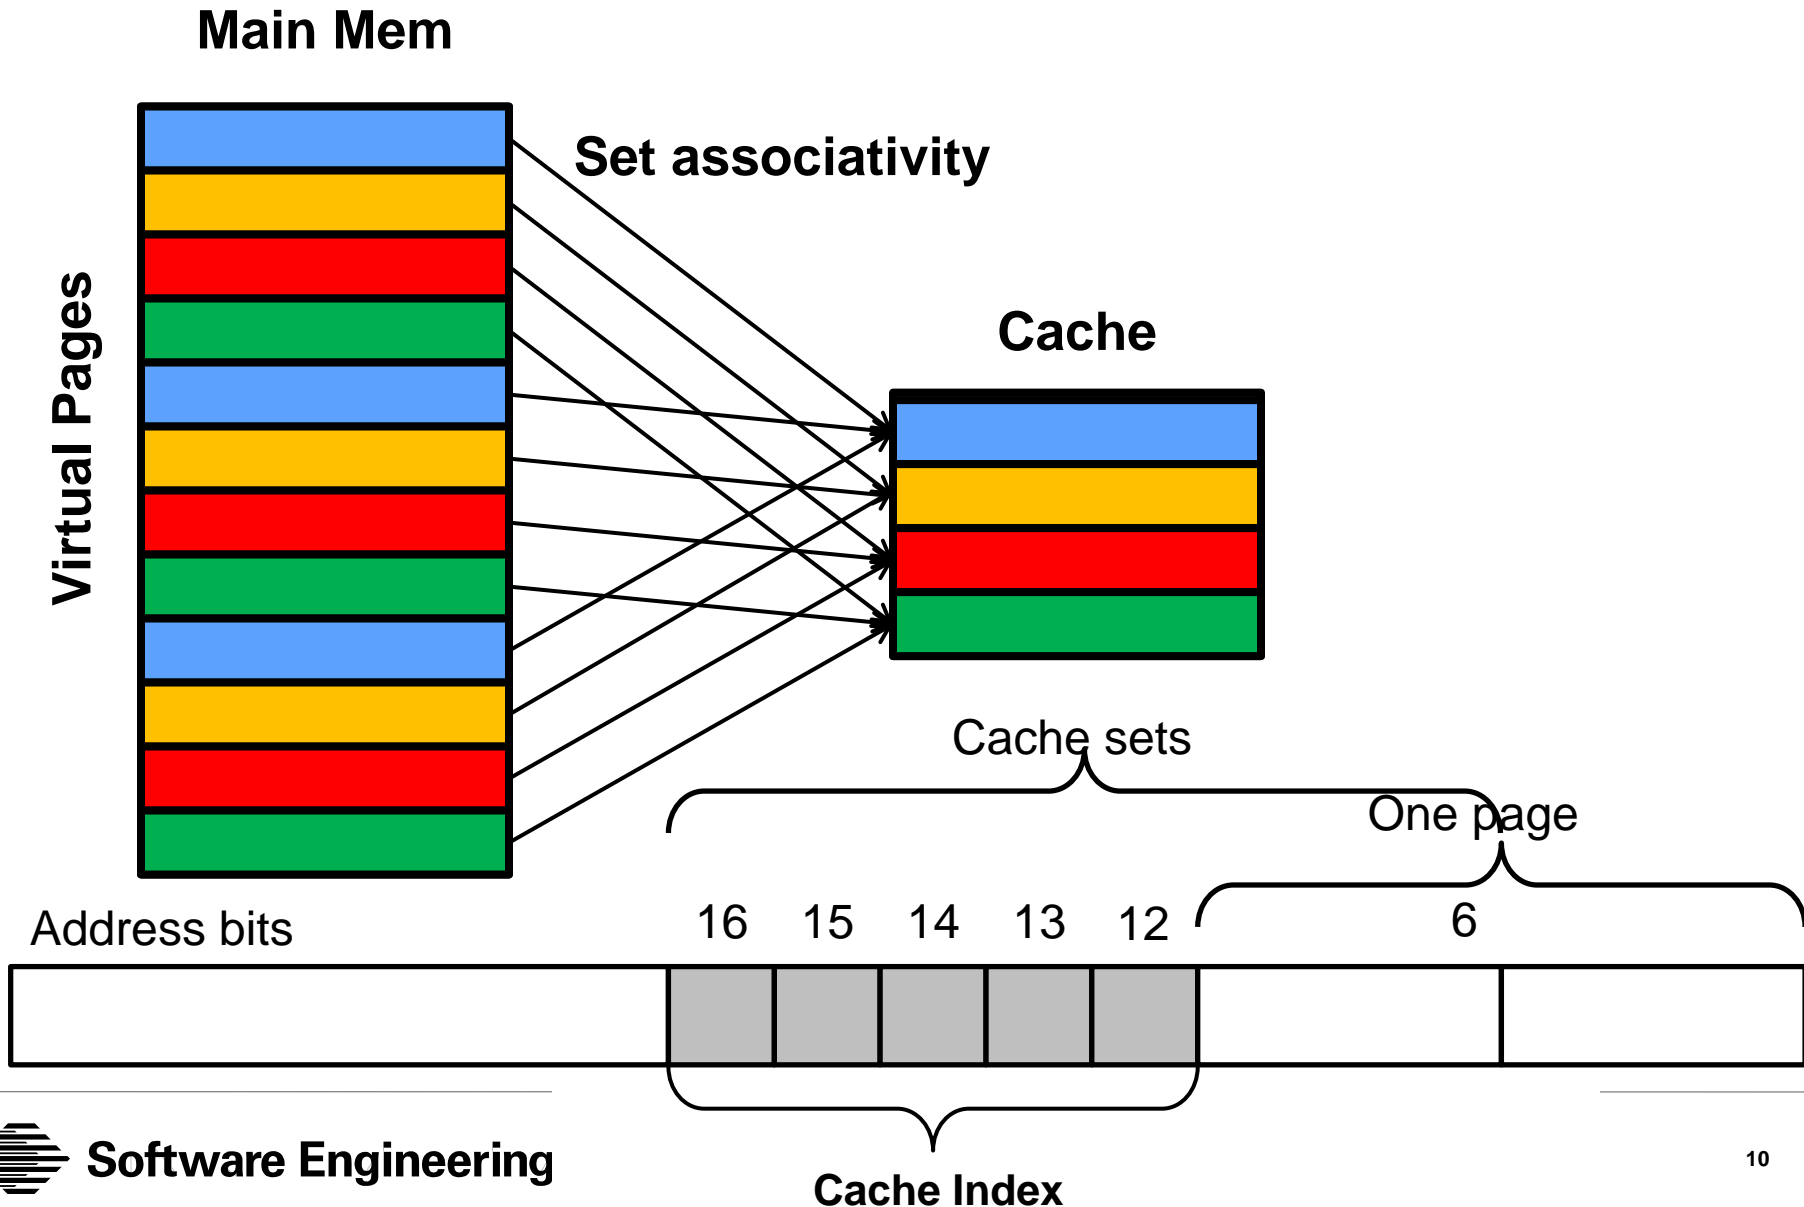 Main Mem
Set associativity
Virtual Pages
Cache
Cache sets
One page
Address bits
16 15 14 13 12 6
Software Engineering
Cache Index
10